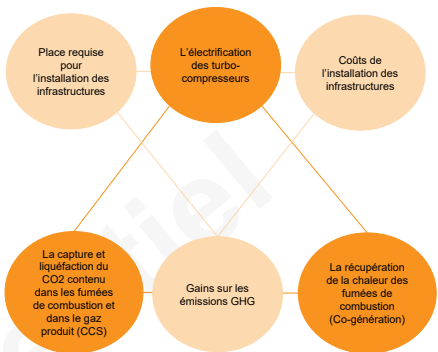 Place requise
pour
l'installation des
infrastructures
L'électrification
des turbo-
compresseurs
Coûts de
l'installation des
infrastructures
La capture et
liquéfaction du
CO2 contenu
dans les fumées
de combustion et
dans le gaz
produit (CCS)
Gains sur les
émissions GHG
La récupération
de la chaleur des
fumées de
combustion
(Co-génération)